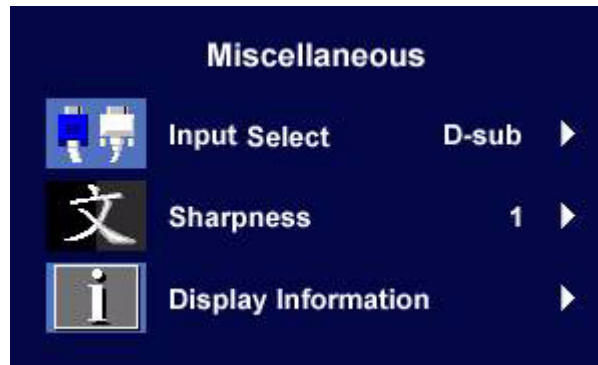 Miscellaneous
Input Select D-sub
文 Sharpness 1
i Display Information